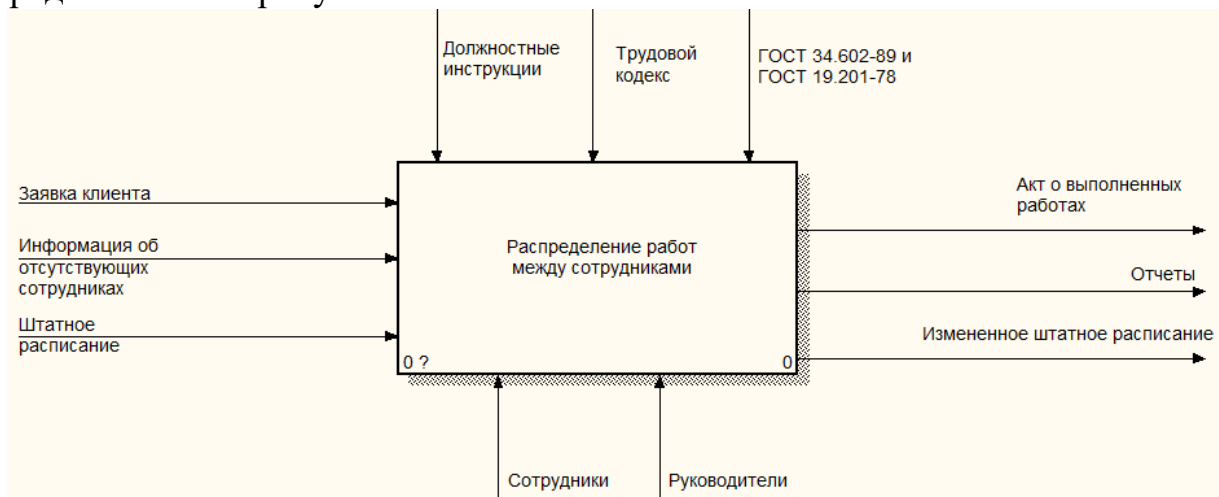 Должностные
инструкции
Трудовой
кодекс
ГОСТ 34.602-89 и
ГОСТ 19.201-78
Заявка клиента
Информация об
отсутствующих
сотрудниках
Штатное
расписание
Распределение работ
между сотрудниками
0 ?
0
Акт о выполненных
работах
Отчеты
Измененное штатное расписание
Сотрудники
Руководители